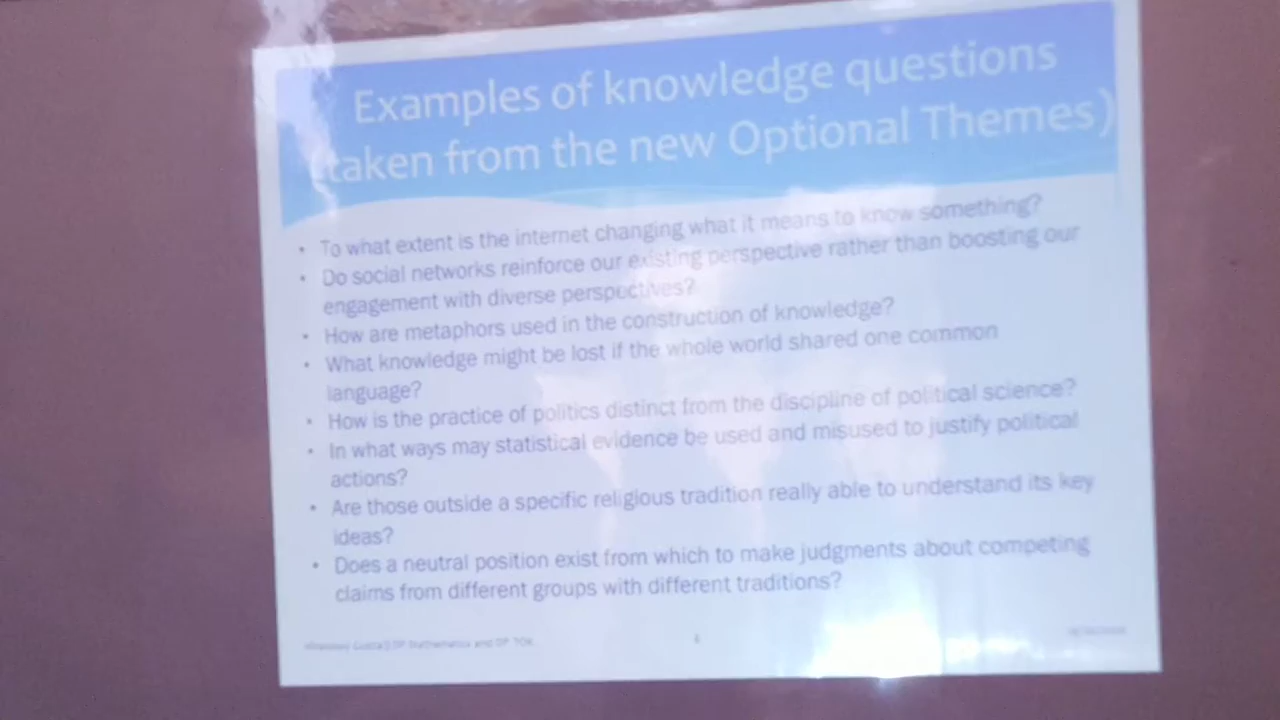 Examples of knowledge questions
(taken from the new Optional Themes)
• To what extent is the internet changing what it means to know something?
• Do social networks reinforce our existing perspective rather than boosting our
engagement with diverse perspectives?
• How are metaphors used in the construction of knowledge?
• What knowledge might be lost if the whole world shared one common
language?
• How is the practice of politics distinct from the discipline of political science?
• In what ways may statistical evidence be used and misused to justify political
actions?
• Are those outside a specific religious tradition really able to understand its key
ideas?
• Does a neutral position exist from which to make judgments about competing
claims from different groups with different traditions?
DP Mathematics and DP TOK